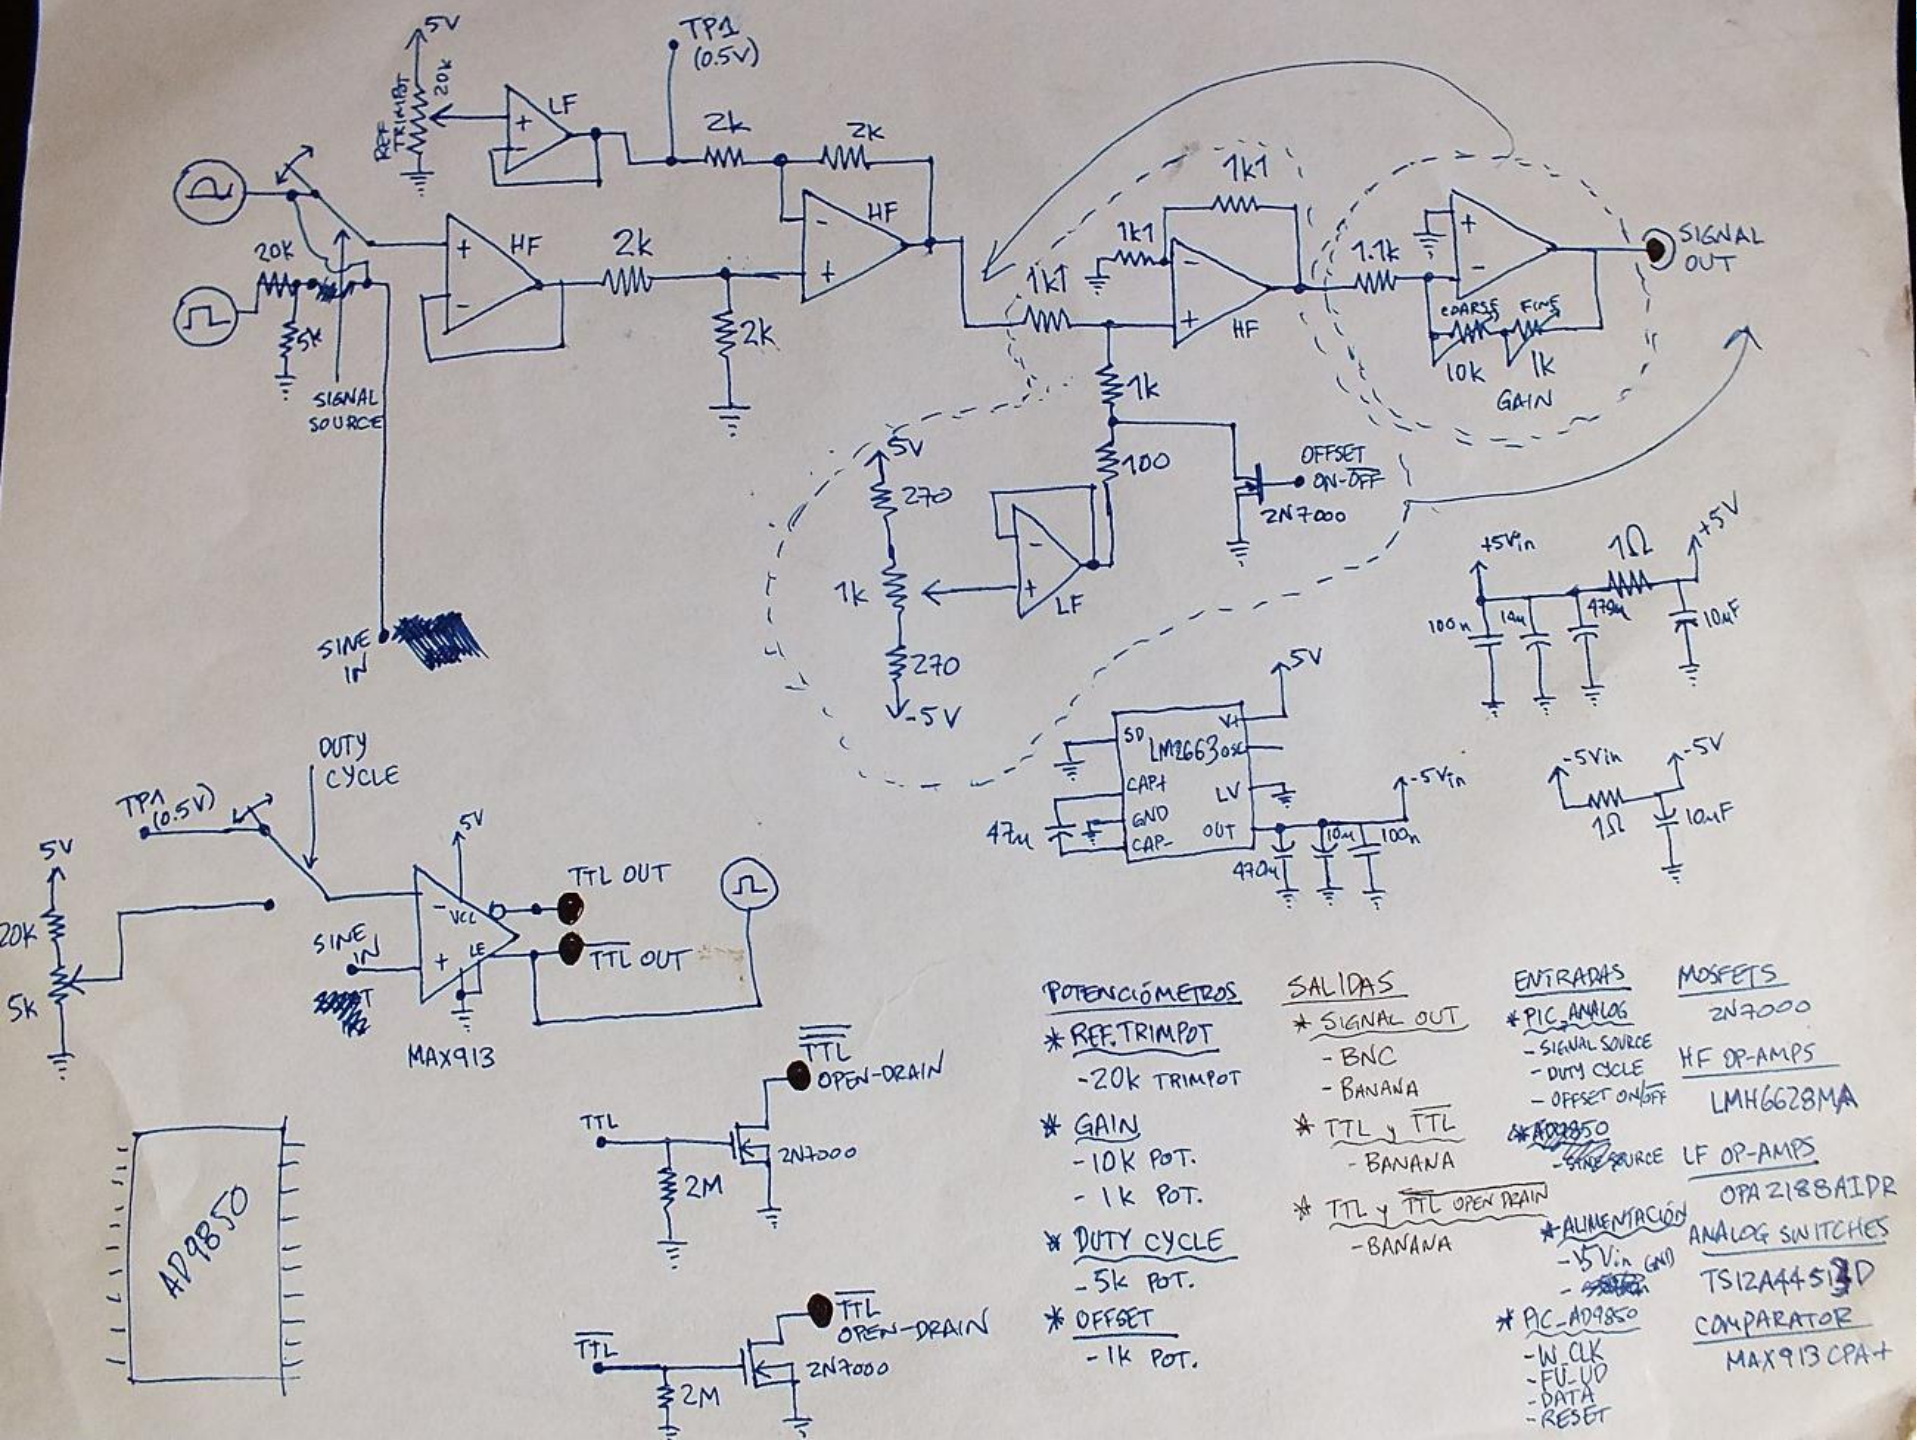 5V
REF
TRIMPOT
20k
LF
TP1
(0.5V)
2k
2k
20K
5K
SIGNAL
SOURCE
+
-
HF
2k
2k
-
+
HF
1k1
1k1
1k1
-
+
HF
1.1k
+
-
COARSE
FINE
10k
1k
GAIN
SIGNAL
OUT
1k
100
OFFSET
ON-OFF
2N7000
5V
270
1k
270
-5V
-
+
LF
SINE
IN
+5Vin
1Ω
+5V
100n
10u
470u
10uF
-5Vin
-5V
1Ω
10uF
5V
SD
V+
LM2663
OSC
CAP+
LV
GND
OUT
CAP-
47u
470u
10u
100n
-5Vin
DUTY
CYCLE
TP1
(0.5V)
5V
20K
5k
SINE
IN
5V
-
VCC
+
LE
MAX913
TTL OUT
TTL OUT
TTL
OPEN-DRAIN
TTL
2M
2N7000
TTL
OPEN-DRAIN
TTL
2M
2N7000
AD9850
POTENCIÓMETROS
* REF. TRIMPOT
-20k TRIMPOT
* GAIN
-10K POT.
-1k POT.
* DUTY CYCLE
-5k POT.
* OFFSET
-1k POT.
SALIDAS
* SIGNAL OUT
-BNC
-BANANA
* TTL y TTL
-BANANA
* TTL y TTL OPEN DRAIN
-BANANA
ENTRADAS
* PIC_ANALOG
-SIGNAL SOURCE
-DUTY CYCLE
-OFFSET ON/OFF
* AD9850
* ALIMENTACIÓN
-5Vin GND
* PIC_AD9850
-W_CLK
-FU_UD
-DATA
-RESET
MOSFETS
2N7000
HF OP-AMPS
LMH6628MA
LF OP-AMPS
OPA2188AIDR
ANALOG SWITCHES
COMPARATOR
MAX913CPA+